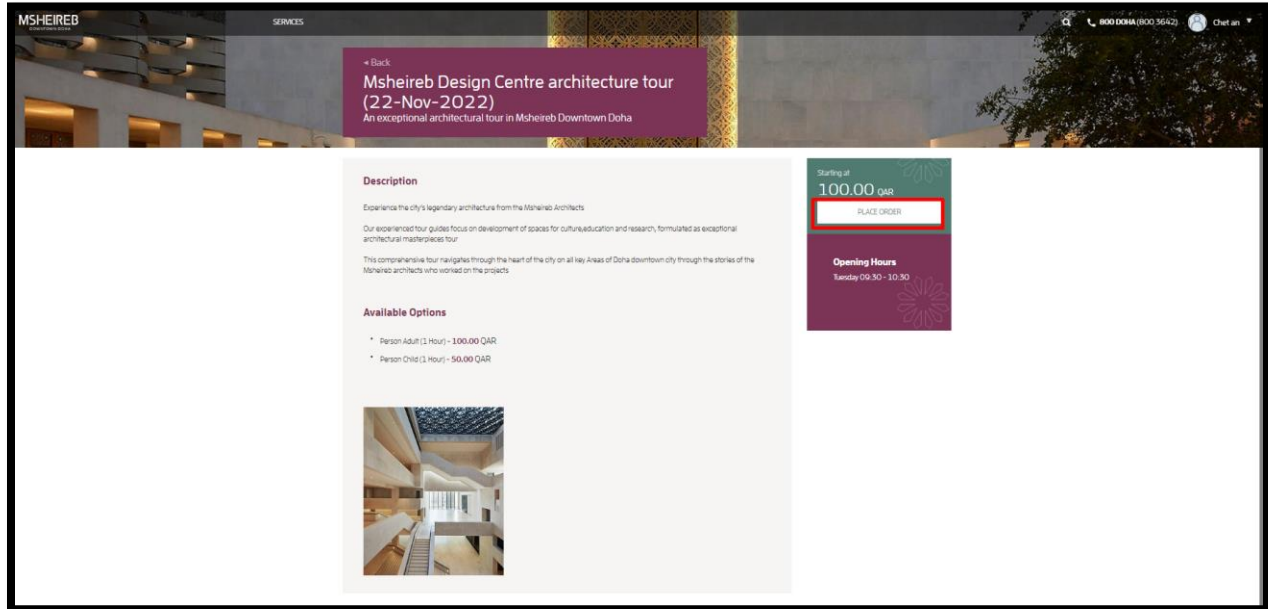 MSHEIREB
DOWNTOWN DOHA
SERVICES
800 DOHA (800 3642)
Chet an
Back
Msheireb Design Centre architecture tour
(22-Nov-2022)
An exceptional architectural tour in Msheireb Downtown Doha
Description
Experience the city's legendary architecture from the Msheireb Architects
Our experienced tour guides focus on development of spaces for culture,education and research, formulated as exceptional
architectural masterpieces tour
This comprehensive tour navigates through the heart of the city on all key Areas of Doha downtown city through the stories of the
Msheireb architects who worked on the projects
Available Options
* Person Adult (1 Hour) - 100.00 QAR
* Person Child (1 Hour) - 50.00 QAR
Starting at
100.00 QAR
PLACE ORDER
Opening Hours
Tuesday 09:30 - 10:30